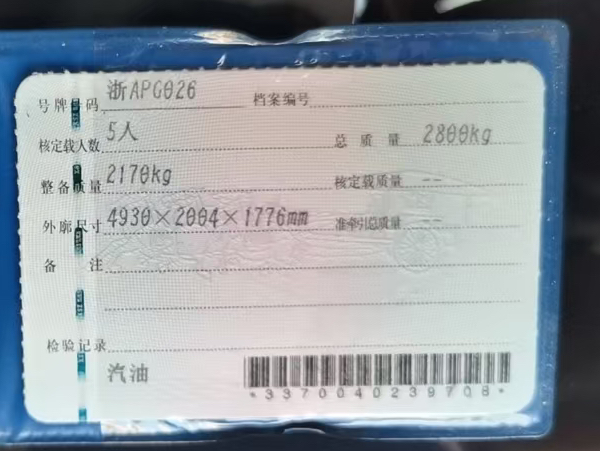 号牌号码 浙APG026 档案编号
核定载人数 5人 总质量 2800kg
整备质量 2170kg 核定载质量 --
外廓尺寸 4930×2004×1776mm 准牵引总质量 --
备注
检验记录
汽油
*3370040239708*